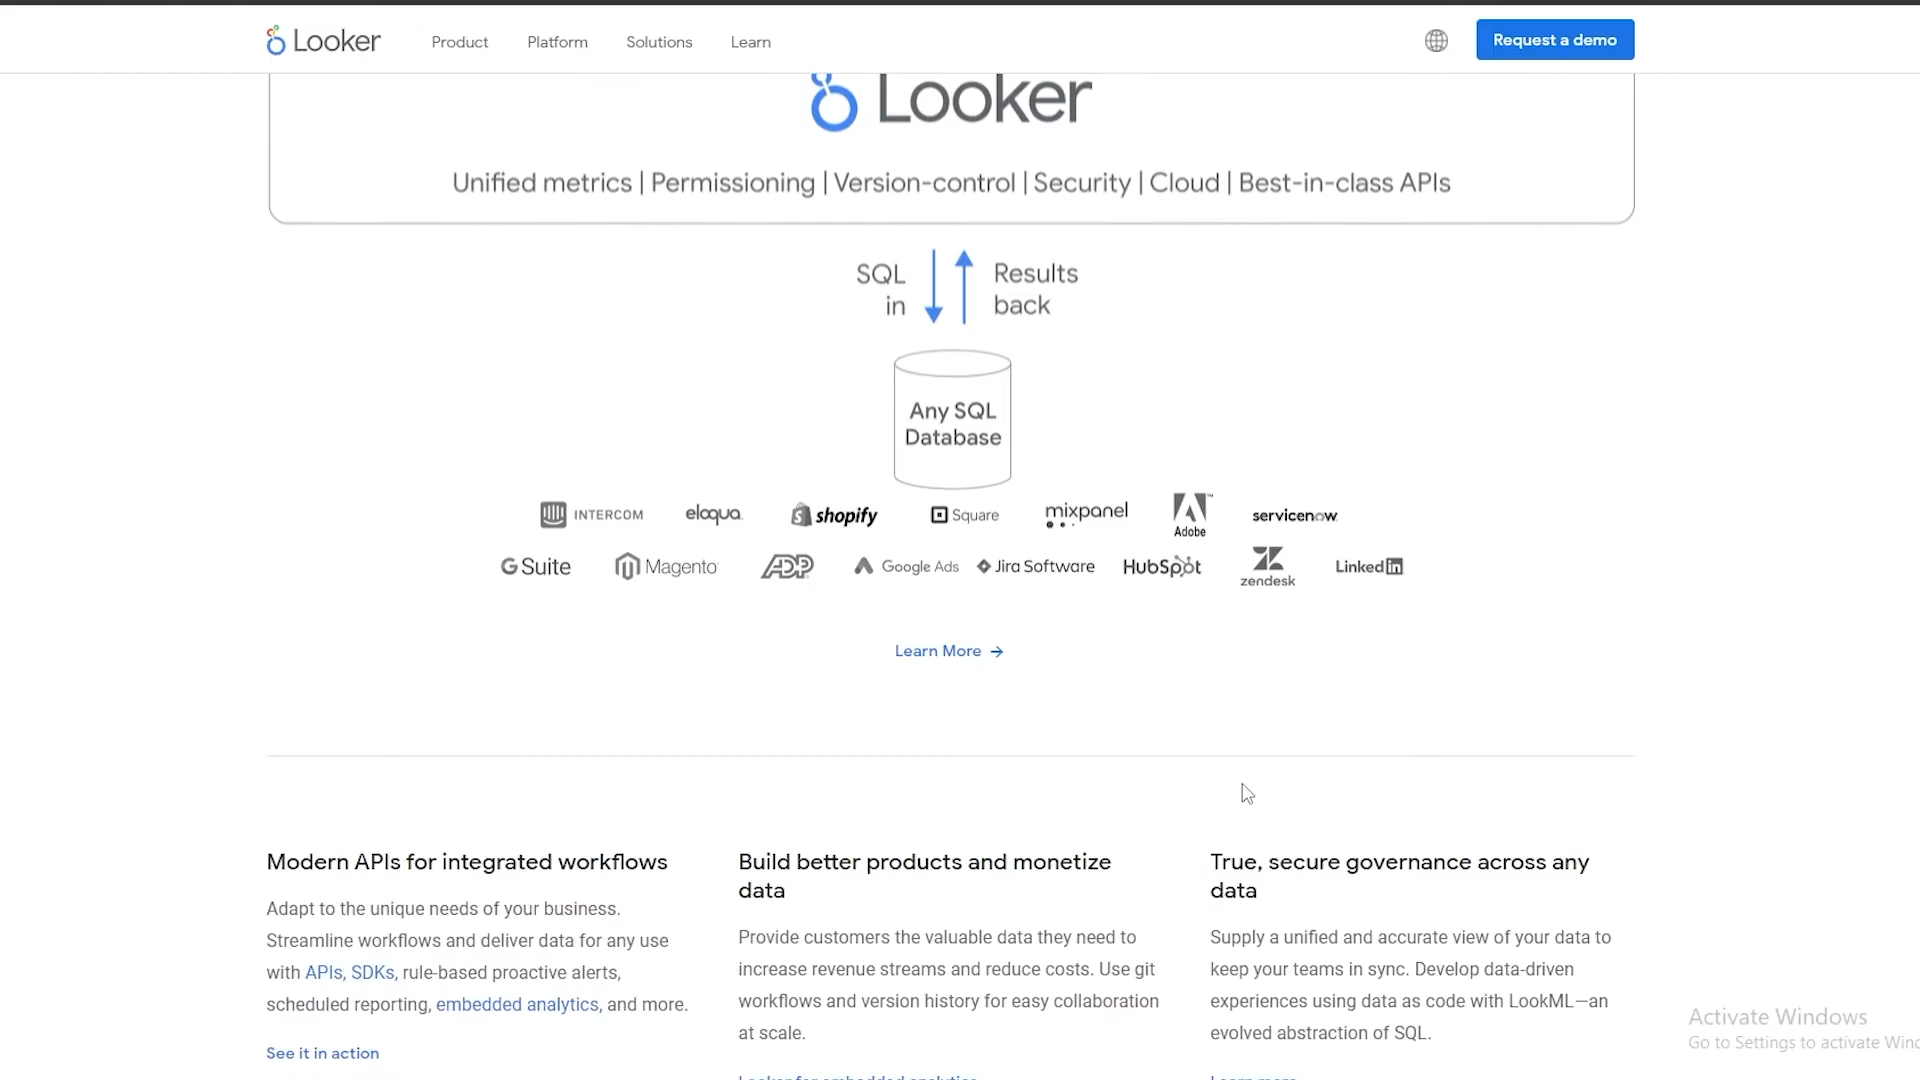 Looker Product Platform Solutions Learn Request a demo
Looker
Unified metrics | Permissioning | Version-control | Security | Cloud | Best-in-class APIs
SQL
in
Results
back
Any SQL
Database
INTERCOM eloqua shopify Square mixpanel Adobe servicenow
G Suite Magento ADP Google Ads Jira Software HubSpot zendesk LinkedIn
Learn More →
Modern APIs for integrated workflows
Adapt to the unique needs of your business.
Streamline workflows and deliver data for any use
with APIs, SDKs, rule-based proactive alerts,
scheduled reporting, embedded analytics, and more.
See it in action
Build better products and monetize
data
Provide customers the valuable data they need to
increase revenue streams and reduce costs. Use git
workflows and version history for easy collaboration
at scale.
Looker for embedded analytics
True, secure governance across any
data
Supply a unified and accurate view of your data to
keep your teams in sync. Develop data-driven
experiences using data as code with LookML—an
evolved abstraction of SQL.
Learn more
Activate Windows
Go to Settings to activate Wind